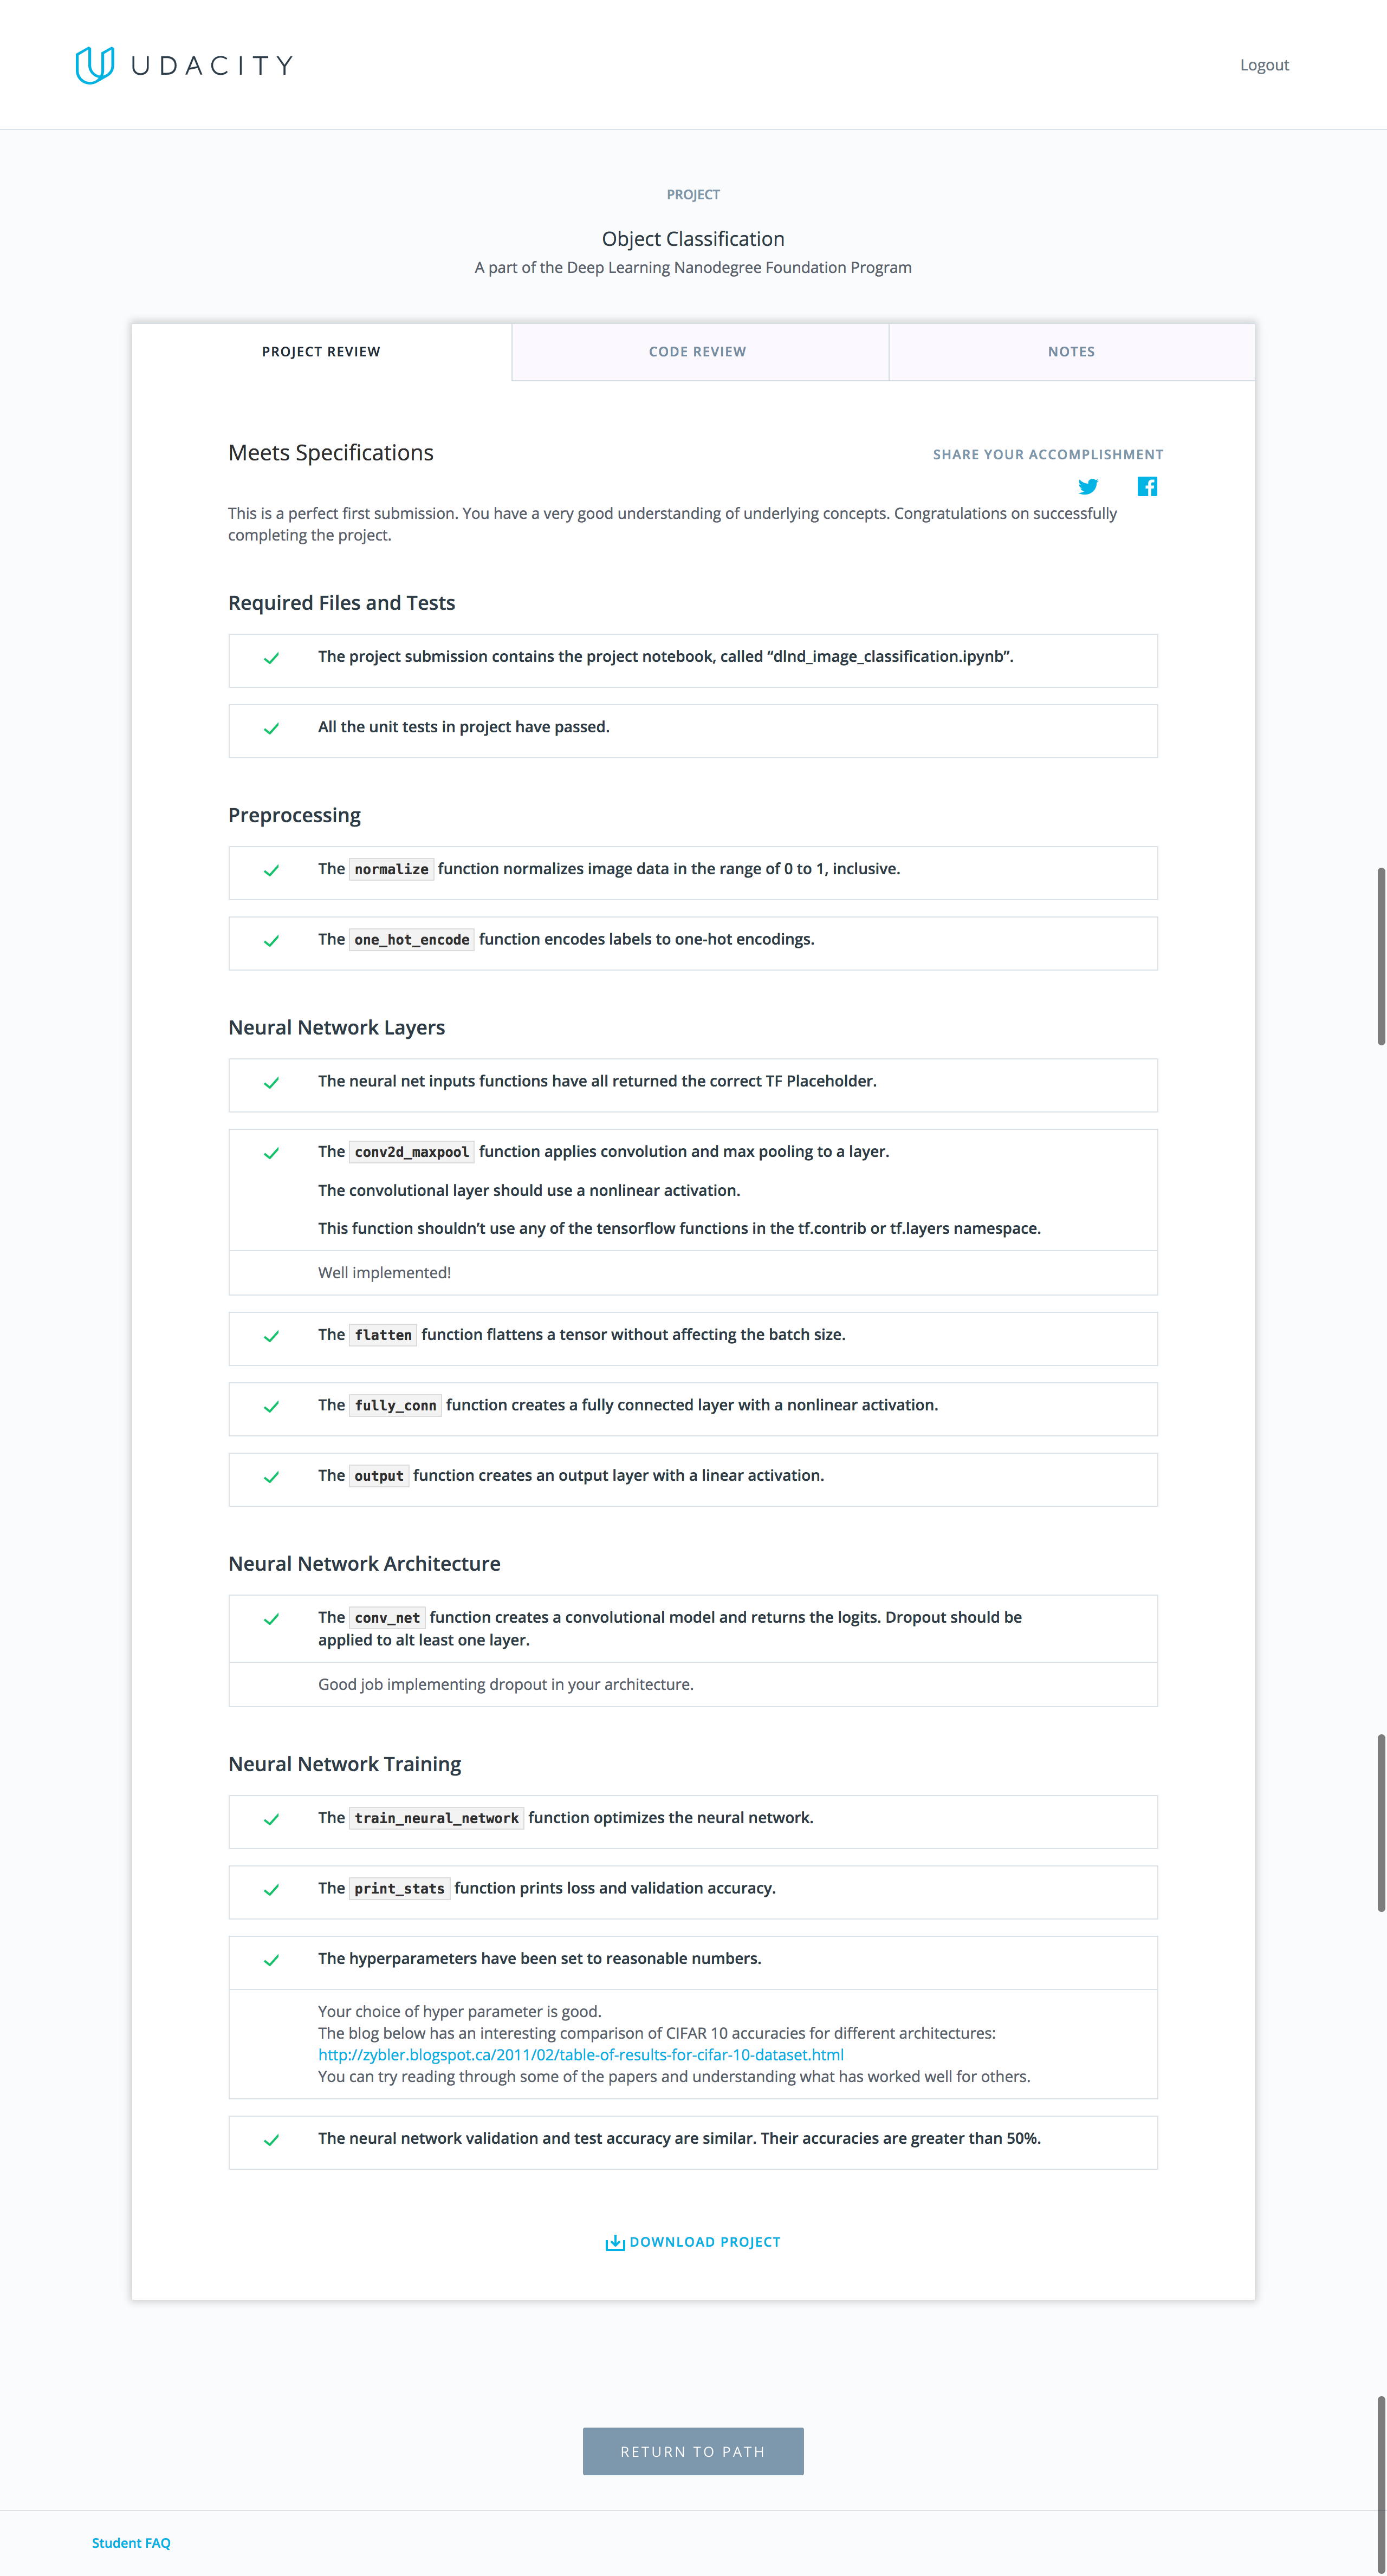 UDACITY
Logout
PROJECT
Object Classification
A part of the Deep Learning Nanodegree Foundation Program
PROJECT REVIEW
CODE REVIEW
NOTES
Meets Specifications
SHARE YOUR ACCOMPLISHMENT
This is a perfect first submission. You have a very good understanding of underlying concepts. Congratulations on successfully
completing the project.
Required Files and Tests
The project submission contains the project notebook, called “dlnd_image_classification.ipynb”.
All the unit tests in project have passed.
Preprocessing
The normalize function normalizes image data in the range of 0 to 1, inclusive.
The one_hot_encode function encodes labels to one-hot encodings.
Neural Network Layers
The neural net inputs functions have all returned the correct TF Placeholder.
The conv2d_maxpool function applies convolution and max pooling to a layer.
The convolutional layer should use a nonlinear activation.
This function shouldn’t use any of the tensorflow functions in the tf.contrib or tf.layers namespace.
Well implemented!
The flatten function flattens a tensor without affecting the batch size.
The fully_conn function creates a fully connected layer with a nonlinear activation.
The output function creates an output layer with a linear activation.
Neural Network Architecture
The conv_net function creates a convolutional model and returns the logits. Dropout should be
applied to alt least one layer.
Good job implementing dropout in your architecture.
Neural Network Training
The train_neural_network function optimizes the neural network.
The print_stats function prints loss and validation accuracy.
The hyperparameters have been set to reasonable numbers.
Your choice of hyper parameter is good.
The blog below has an interesting comparison of CIFAR 10 accuracies for different architectures:
http://zybler.blogspot.ca/2011/02/table-of-results-for-cifar-10-dataset.html
You can try reading through some of the papers and understanding what has worked well for others.
The neural network validation and test accuracy are similar. Their accuracies are greater than 50%.
DOWNLOAD PROJECT
RETURN TO PATH
Student FAQ